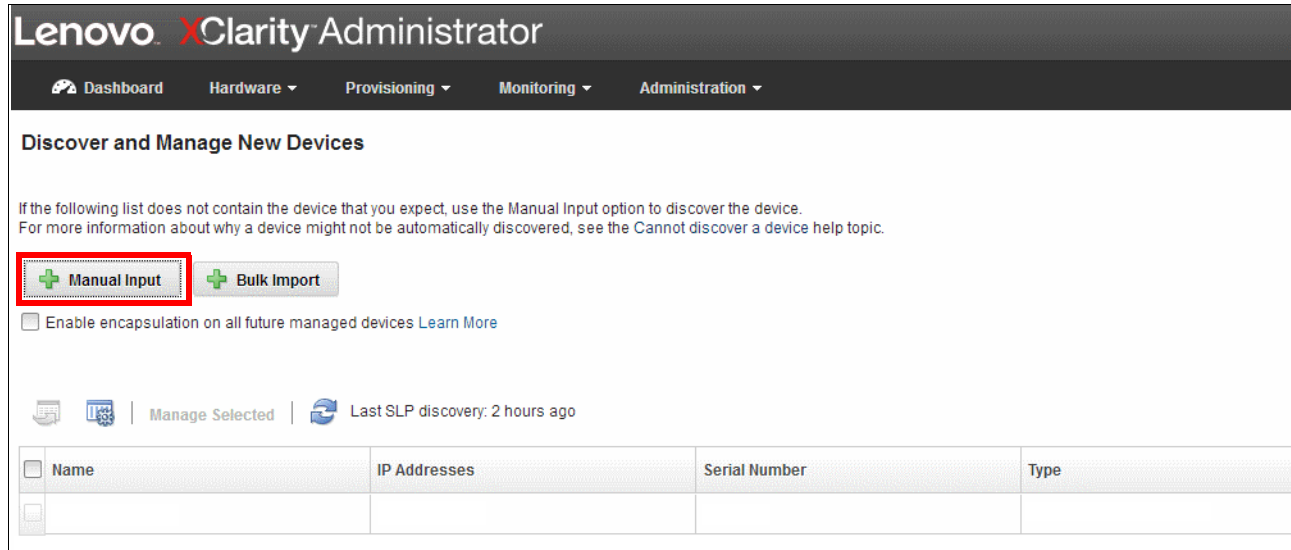 Lenovo XClarity Administrator
Dashboard Hardware Provisioning Monitoring Administration
Discover and Manage New Devices
If the following list does not contain the device that you expect, use the Manual Input option to discover the device.
For more information about why a device might not be automatically discovered, see the Cannot discover a device help topic.
Manual Input Bulk Import
Enable encapsulation on all future managed devices Learn More
Manage Selected Last SLP discovery: 2 hours ago
Name IP Addresses Serial Number Type